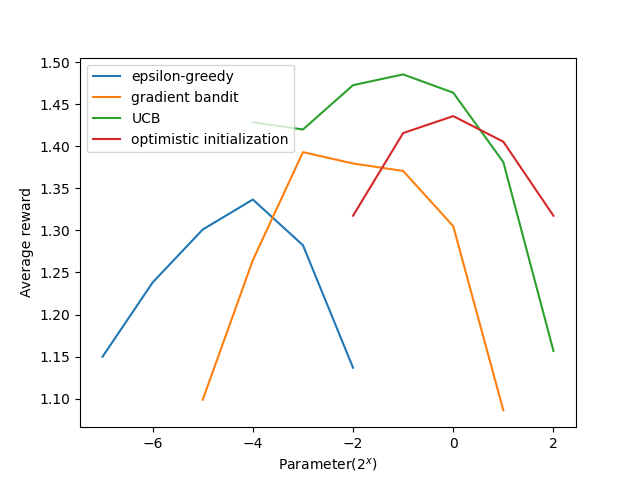 1.50
1.45
1.40
1.35
1.30
1.25
1.20
1.15
1.10
Average reward
epsilon-greedy
gradient bandit
UCB
optimistic initialization
−6 −4 −2 0 2
Parameter(2^x)